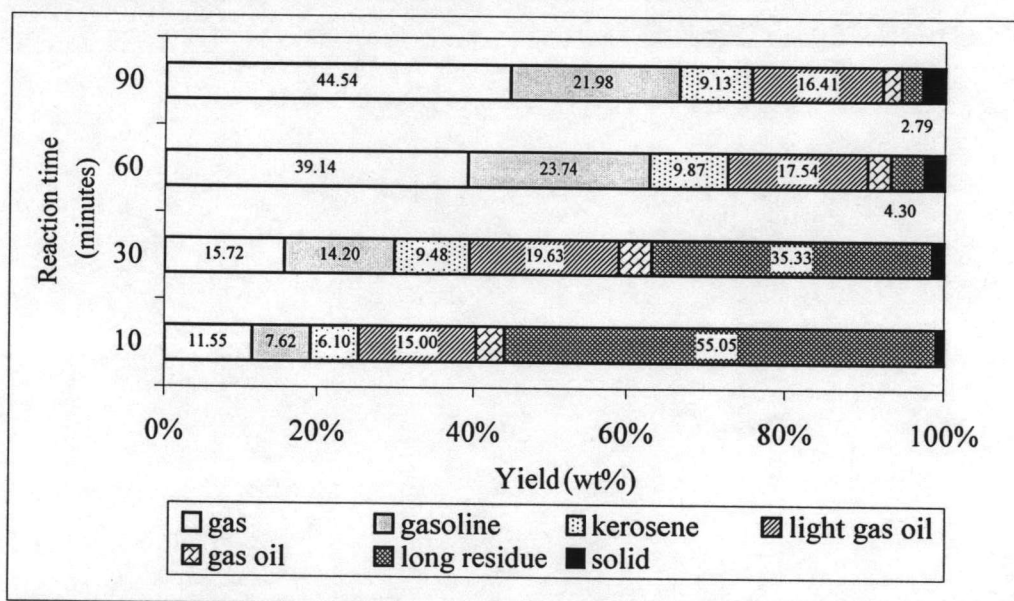 90
44.54 21.98 9.13 16.41
2.79
60
39.14 23.74 9.87 17.54
4.30
30
15.72 14.20 9.48 19.63 35.33
10
11.55 7.62 6.10 15.00 55.05
Reaction time
(minutes)
0% 20% 40% 60% 80% 100%
Yield (wt%)
gas gasoline kerosene light gas oil
gas oil long residue solid